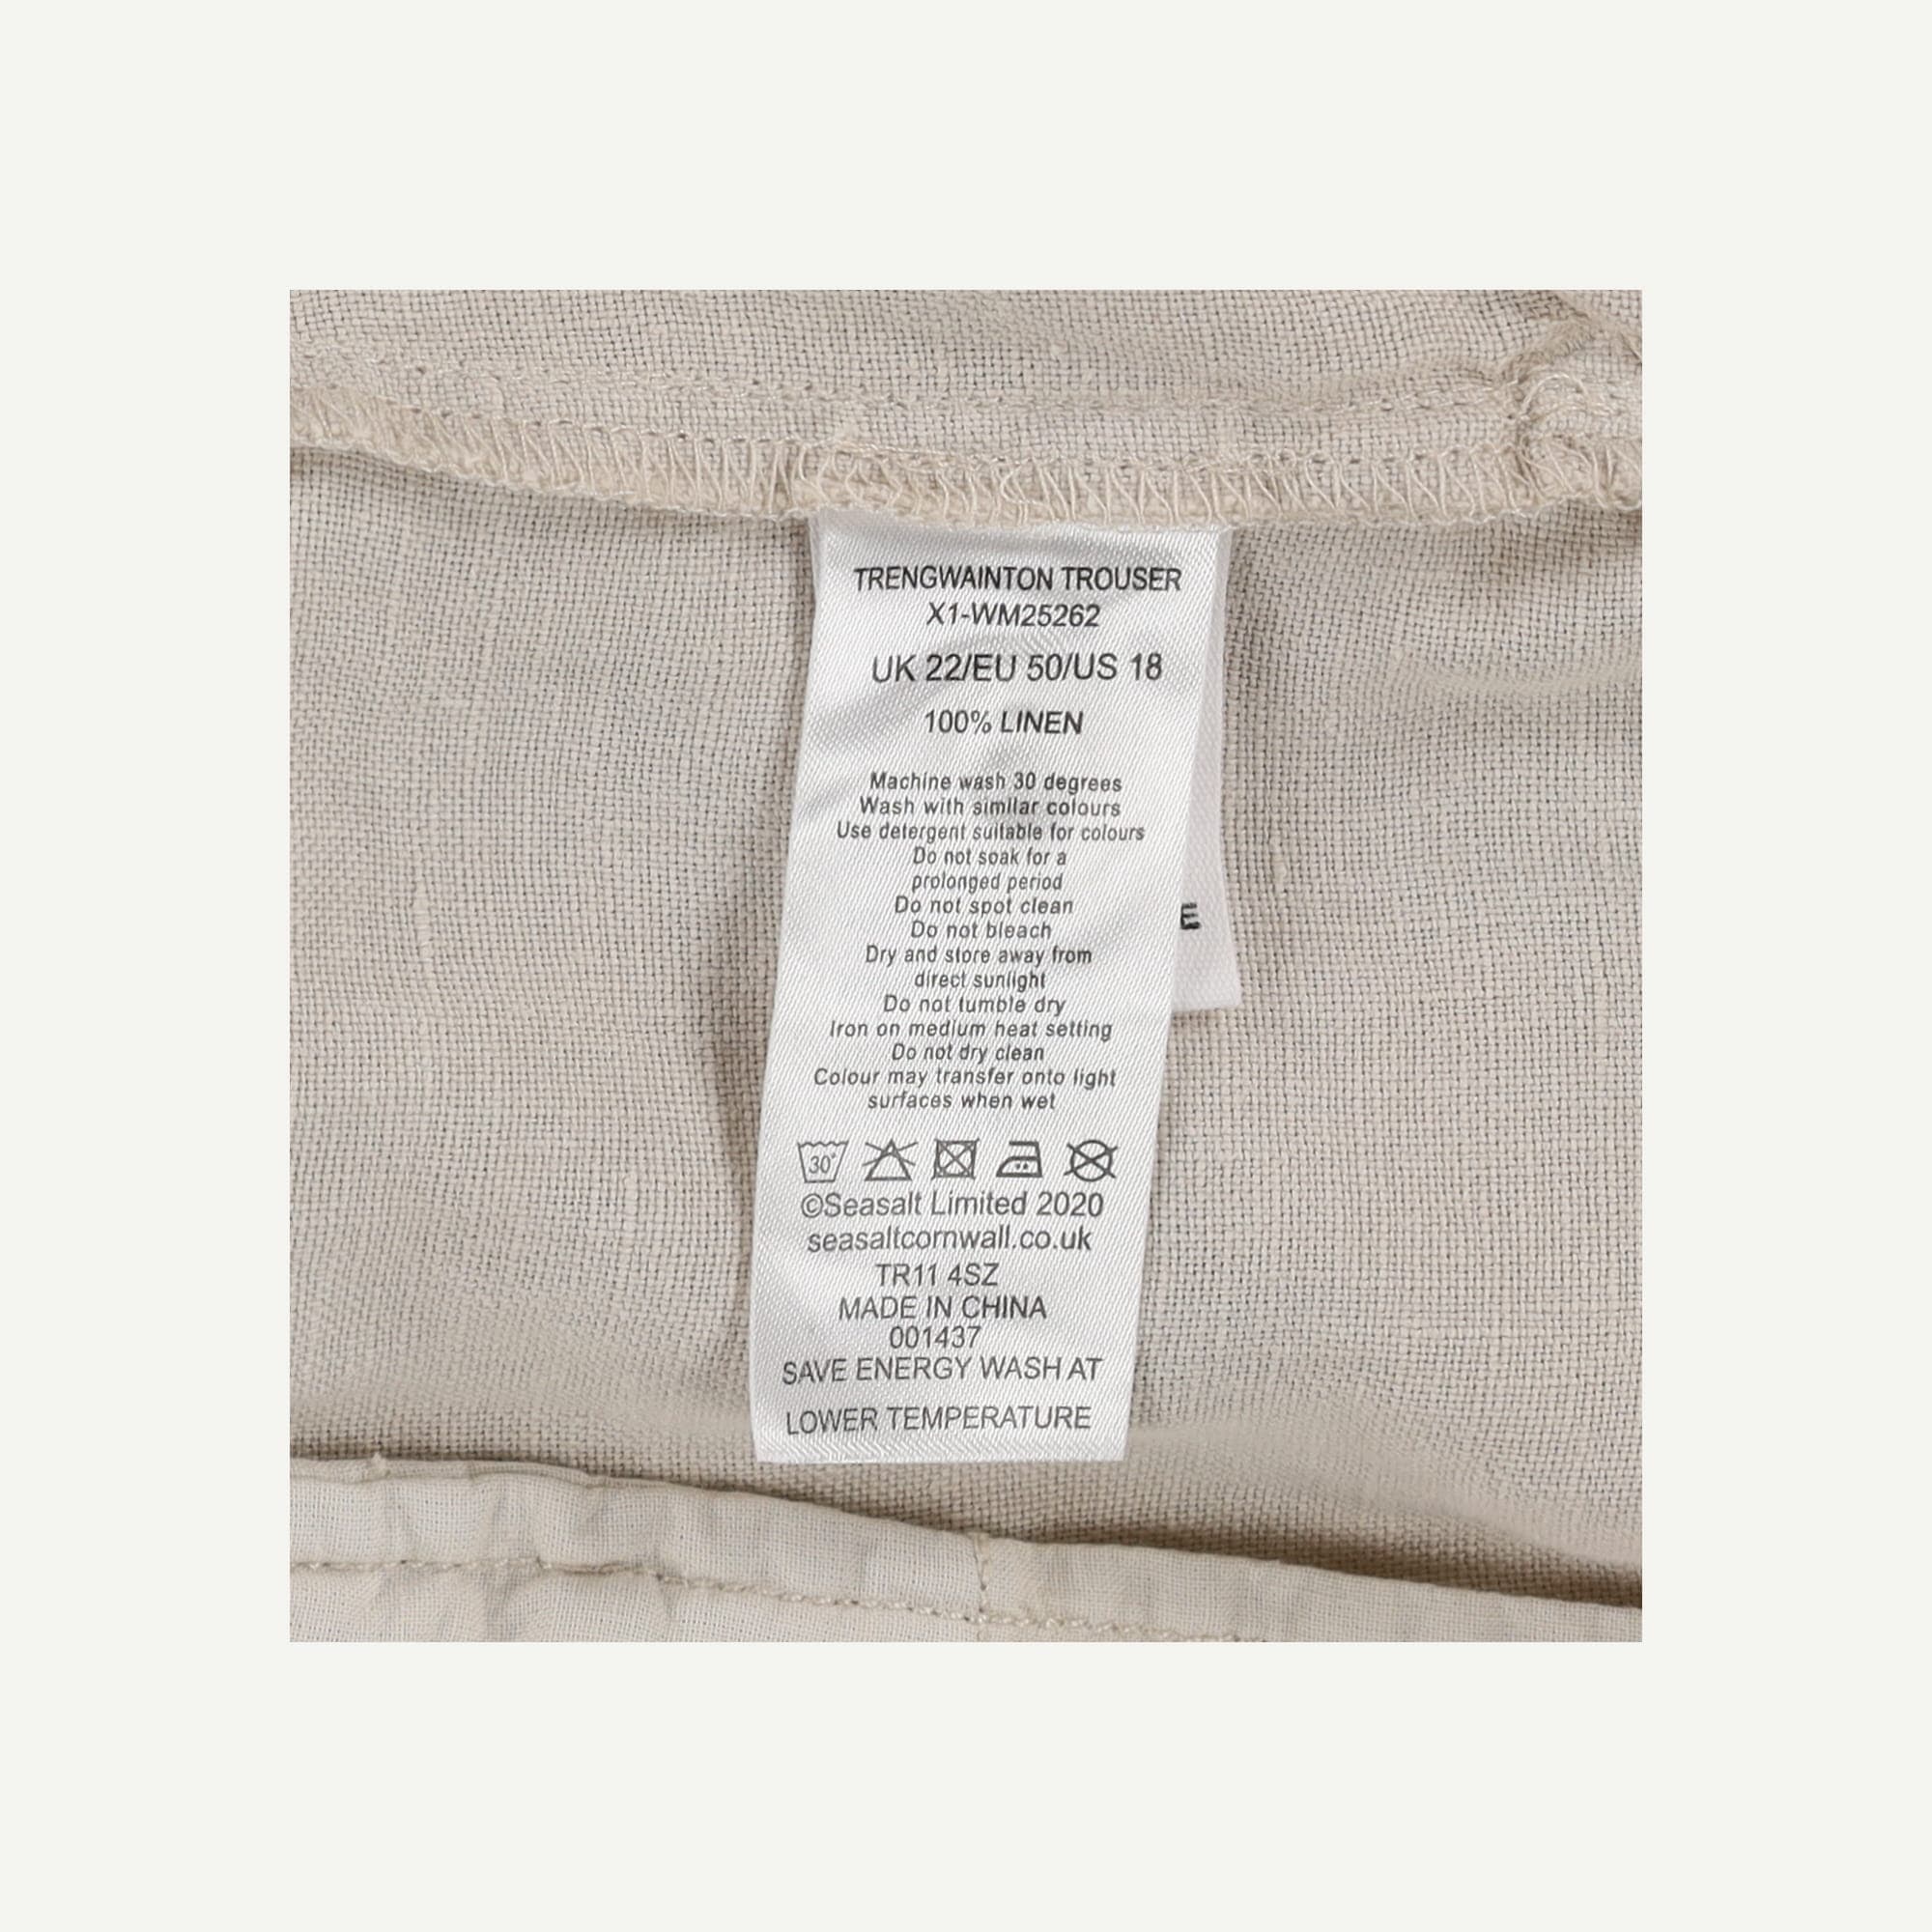 TRENGWAINTON TROUSER
X1-WM25262
UK 22/EU 50/US 18
100% LINEN
Machine wash 30 degrees
Wash with similar colours
Use detergent suitable for colours
Do not soak for a
prolonged period
Do not spot clean
Do not bleach
Dry and store away from
direct sunlight
Do not tumble dry
Iron on medium heat setting
Do not dry clean
Colour may transfer onto light
surfaces when wet
30°
©Seasalt Limited 2020
seasaltcornwall.co.uk
TR11 4SZ
MADE IN CHINA
001437
SAVE ENERGY WASH AT
LOWER TEMPERATURE
E